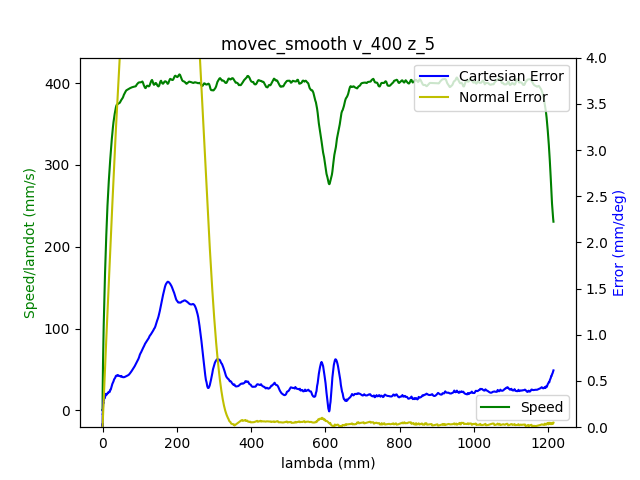 movec_smooth v_400 z_5
Cartesian Error
Normal Error
Speed
Speed/lamdot (mm/s)
400
300
200
100
0
Error (mm/deg)
4.0
3.5
3.0
2.5
2.0
1.5
1.0
0.5
0.0
0 200 400 600 800 1000 1200
lambda (mm)